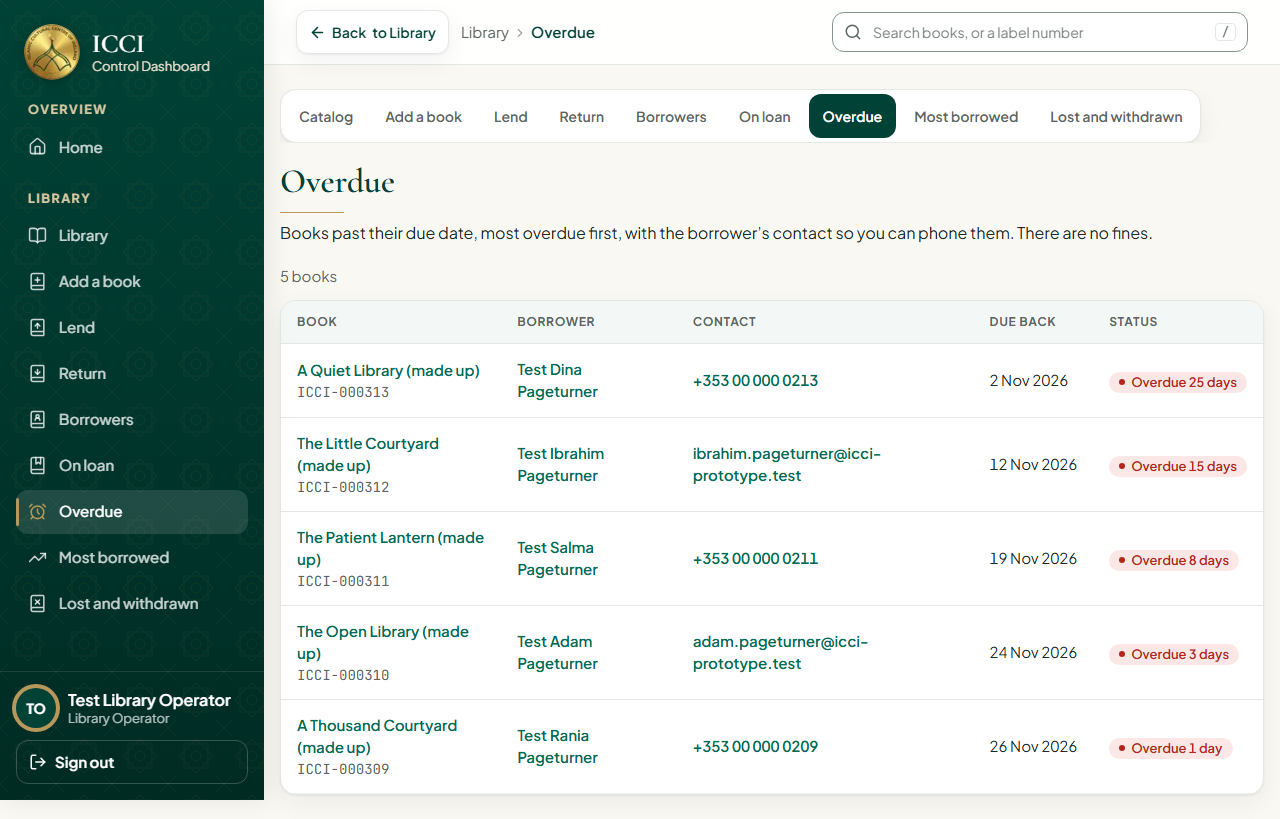 ICCI
Control Dashboard
OVERVIEW
Home
LIBRARY
Library
Add a book
Lend
Return
Borrowers
On loan
Overdue
Most borrowed
Lost and withdrawn
TO
Test Library Operator
Library Operator
Sign out
Back to Library
Library › Overdue
Search books, or a label number
/
Catalog Add a book Lend Return Borrowers On loan Overdue Most borrowed Lost and withdrawn
Overdue
Books past their due date, most overdue first, with the borrower’s contact so you can phone them. There are no fines.
5 books
BOOK BORROWER CONTACT DUE BACK STATUS
A Quiet Library (made up)
ICCI-000313
Test Dina
Pageturner
+353 00 000 0213
2 Nov 2026
Overdue 25 days
The Little Courtyard
(made up)
ICCI-000312
Test Ibrahim
Pageturner
ibrahim.pageturner@icci-
prototype.test
12 Nov 2026
Overdue 15 days
The Patient Lantern (made
up)
ICCI-000311
Test Salma
Pageturner
+353 00 000 0211
19 Nov 2026
Overdue 8 days
The Open Library (made
up)
ICCI-000310
Test Adam
Pageturner
adam.pageturner@icci-
prototype.test
24 Nov 2026
Overdue 3 days
A Thousand Courtyard
(made up)
ICCI-000309
Test Rania
Pageturner
+353 00 000 0209
26 Nov 2026
Overdue 1 day